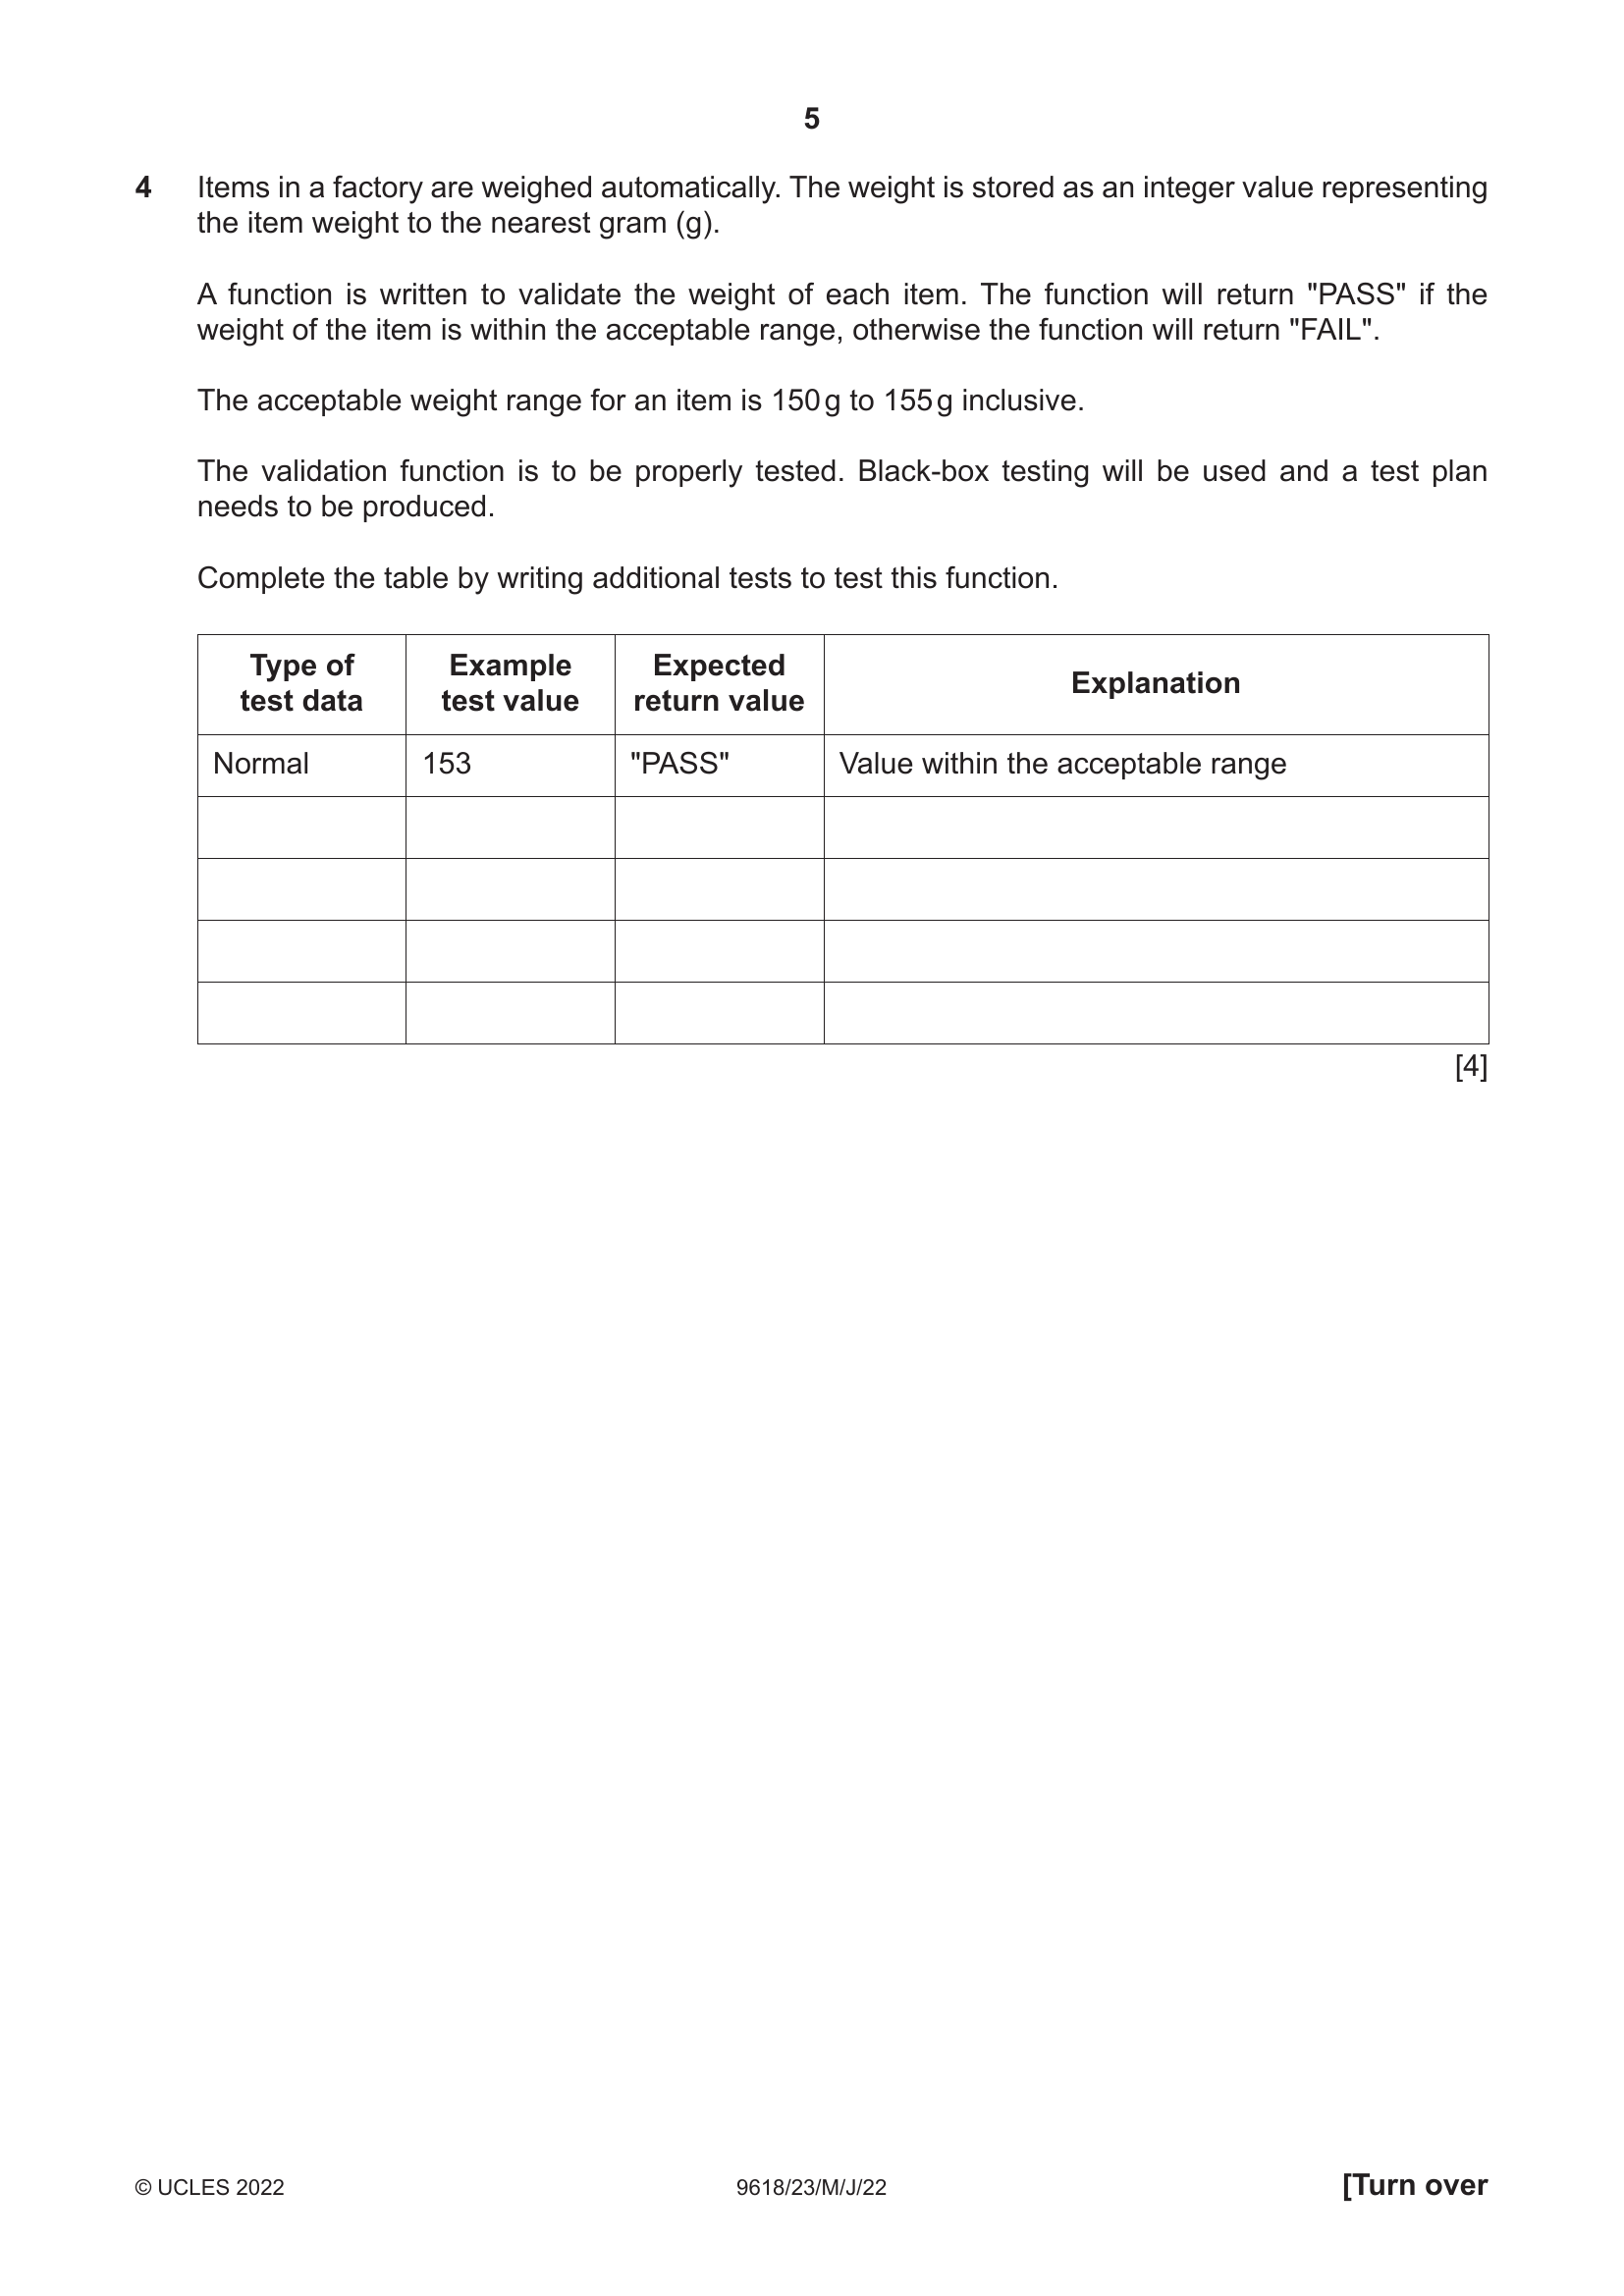 5
4 Items in a factory are weighed automatically. The weight is stored as an integer value representing
the item weight to the nearest gram (g).
A function is written to validate the weight of each item. The function will return "PASS" if the
weight of the item is within the acceptable range, otherwise the function will return "FAIL".
The acceptable weight range for an item is 150 g to 155 g inclusive.
The validation function is to be properly tested. Black-box testing will be used and a test plan
needs to be produced.
Complete the table by writing additional tests to test this function.
Type of test data Example test value Expected return value Explanation
Normal 153 "PASS" Value within the acceptable range
[4]
© UCLES 2022 9618/23/M/J/22 [Turn over